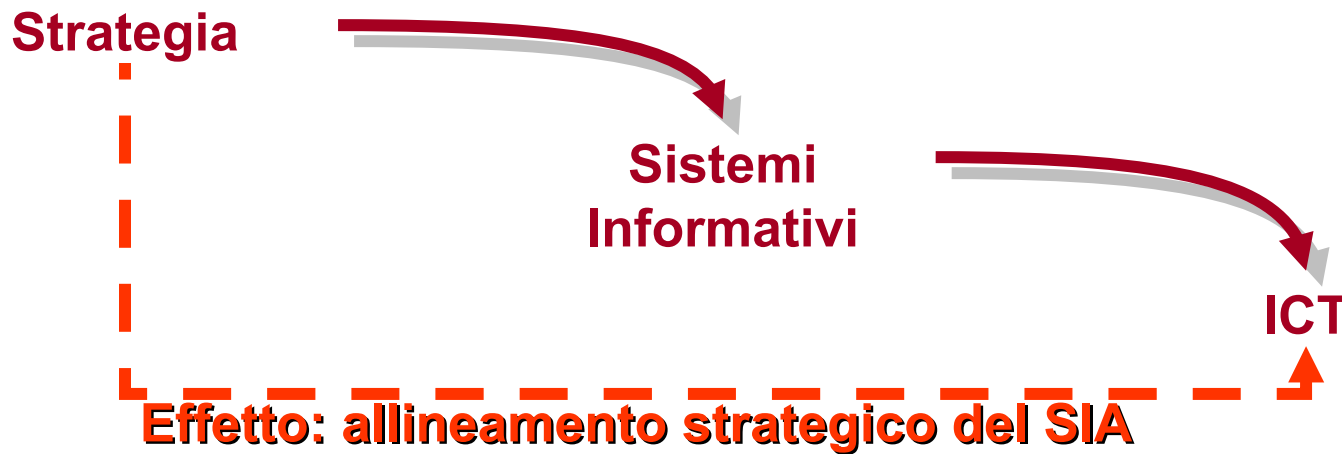 Strategia
Sistemi
Informativi
ICT
Effetto: allineamento strategico del SIA